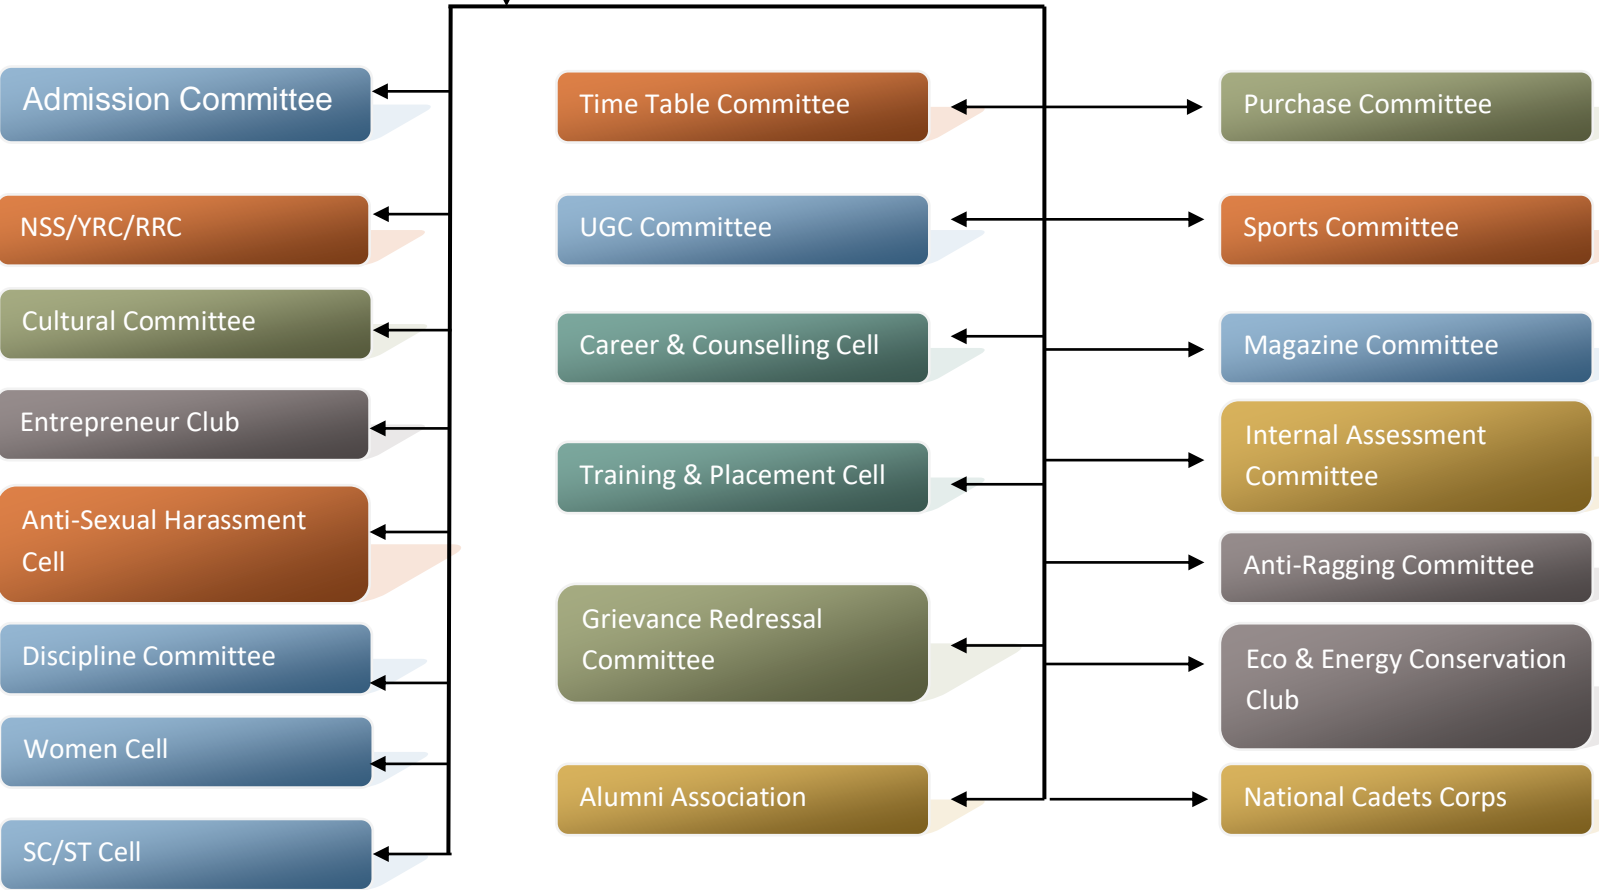 Admission Committee
NSS/YRC/RRC
Cultural Committee
Entrepreneur Club
Anti-Sexual Harassment
Cell
Discipline Committee
Women Cell
SC/ST Cell
Time Table Committee
UGC Committee
Career & Counselling Cell
Training & Placement Cell
Grievance Redressal
Committee
Alumni Association
Purchase Committee
Sports Committee
Magazine Committee
Internal Assessment
Committee
Anti-Ragging Committee
Eco & Energy Conservation
Club
National Cadets Corps